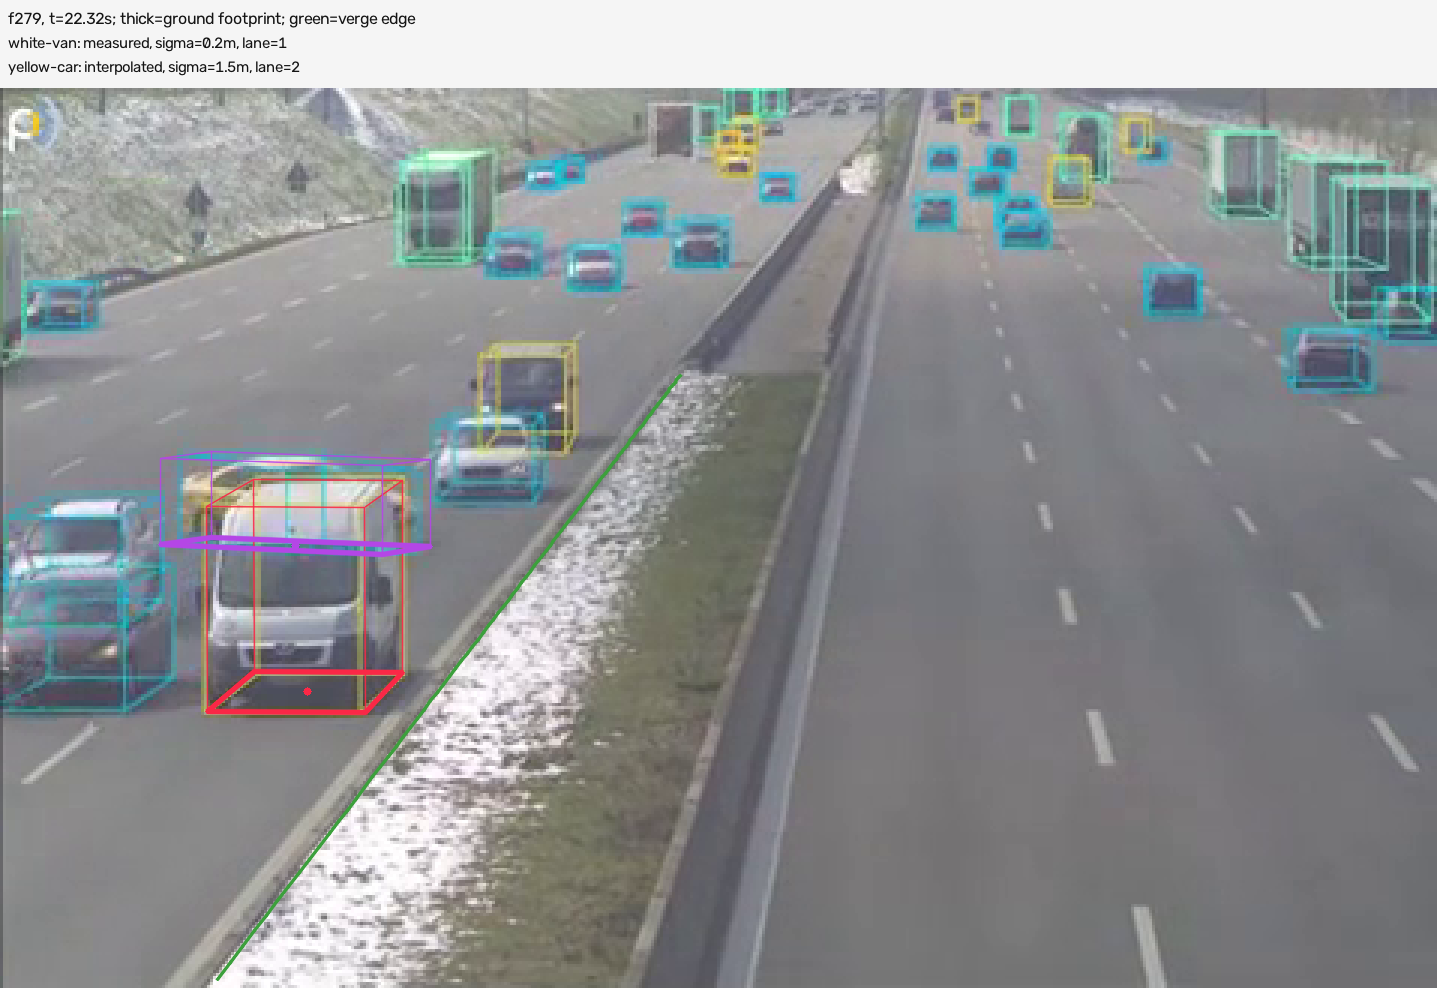 f279, t=22.32s; thick=ground footprint; green=verge edge
white-van: measured, sigma=0.2m, lane=1
yellow-car: interpolated, sigma=1.5m, lane=2